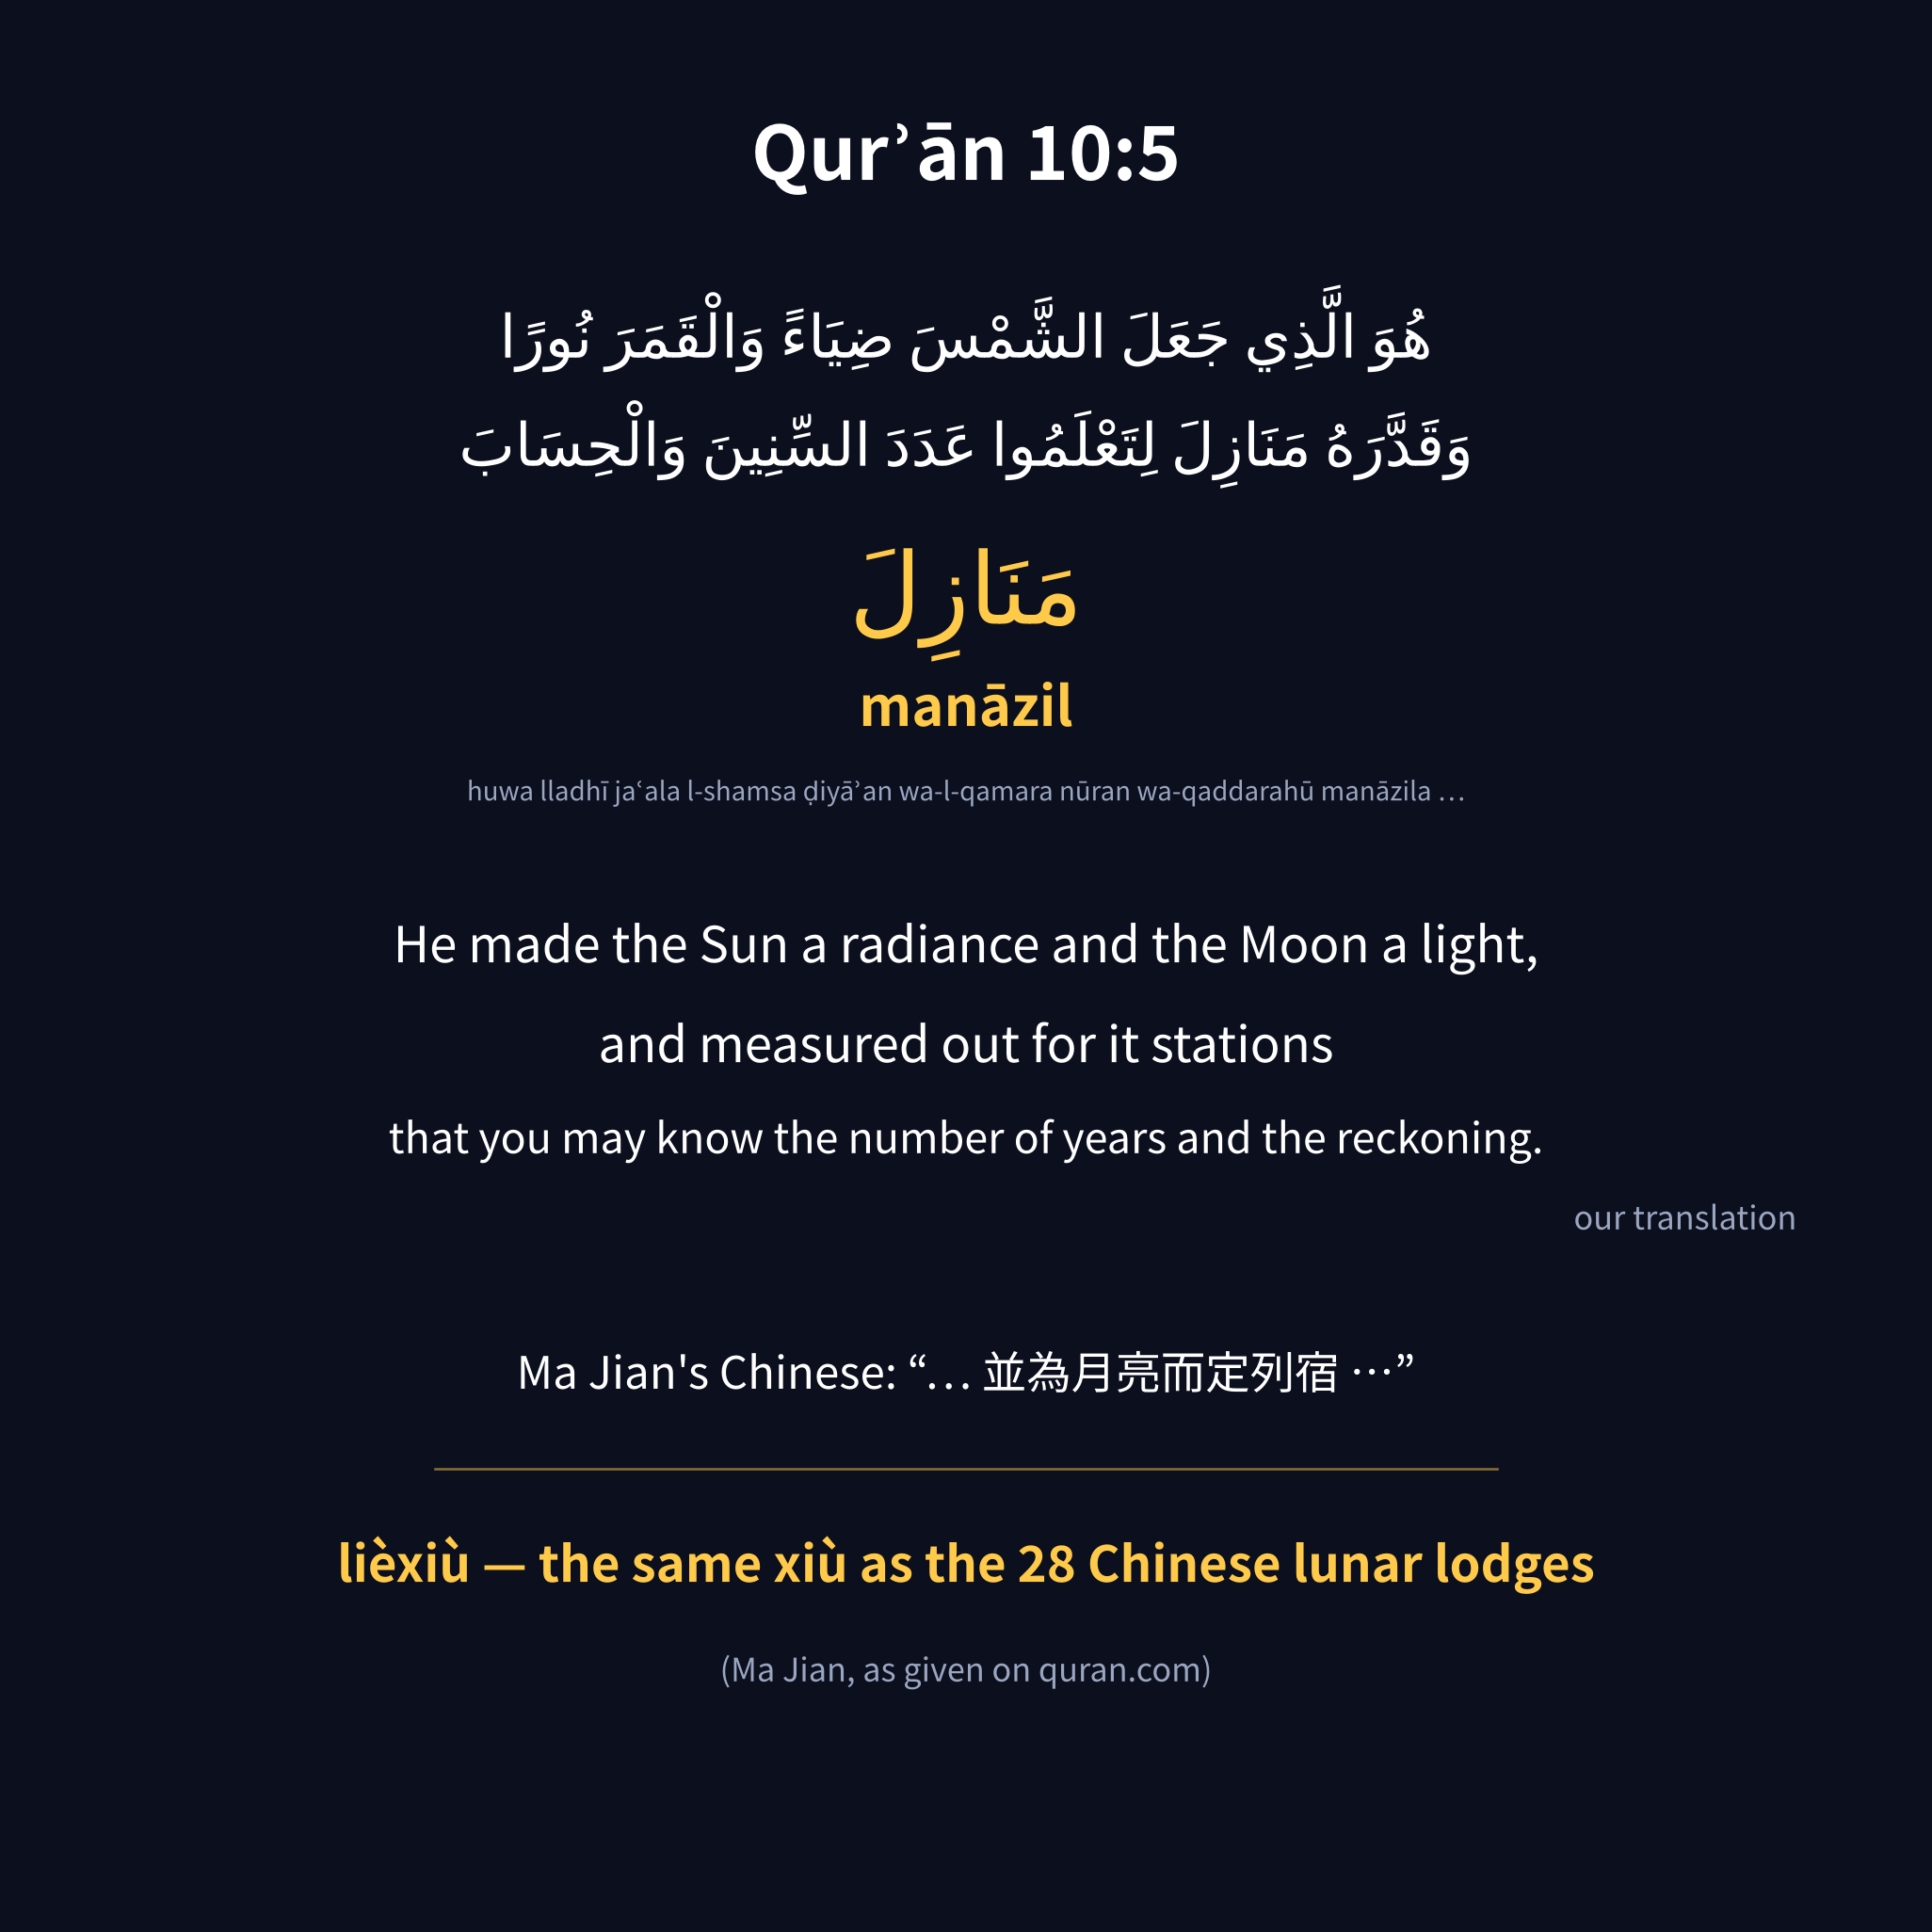 Qurʾān 10:5
هُوَ الَّذِي جَعَلَ الشَّمْسَ ضِيَاءً وَالْقَمَرَ نُورًا
وَقَدَّرَهُ مَنَازِلَ لِتَعْلَمُوا عَدَدَ السِّنِينَ وَالْحِسَابَ
مَنَازِلَ
manāzil
huwa lladhī jaʿala l-shamsa ḍiyāʾan wa-l-qamara nūran wa-qaddarahū manāzila …
He made the Sun a radiance and the Moon a light,
and measured out for it stations
that you may know the number of years and the reckoning.
our translation
Ma Jian's Chinese: “… 並為月亮而定列宿 …”
lièxiù — the same xiù as the 28 Chinese lunar lodges
(Ma Jian, as given on quran.com)